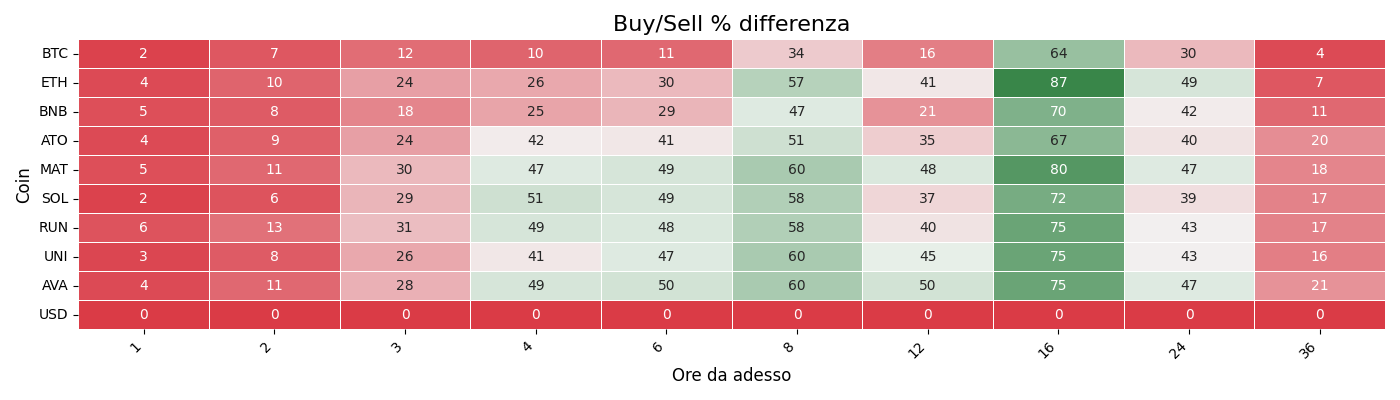 Buy/Sell % differenza
Coin
BTC 2 7 12 10 11 34 16 64 30 4
ETH 4 10 24 26 30 57 41 87 49 7
BNB 5 8 18 25 29 47 21 70 42 11
ATO 4 9 24 42 41 51 35 67 40 20
MAT 5 11 30 47 49 60 48 80 47 18
SOL 2 6 29 51 49 58 37 72 39 17
RUN 6 13 31 49 48 58 40 75 43 17
UNI 3 8 26 41 47 60 45 75 43 16
AVA 4 11 28 49 50 60 50 75 47 21
USD 0 0 0 0 0 0 0 0 0 0
1 2 3 4 6 8 12 16 24 36
Ore da adesso